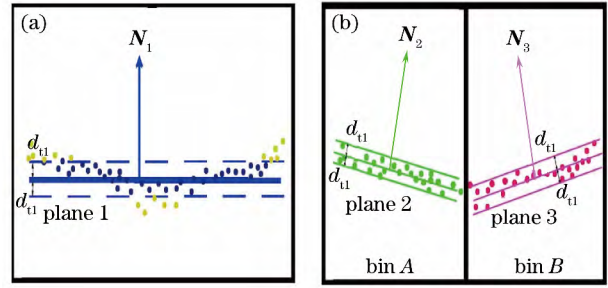 (a)
N1
dt1
dt1
plane 1
(b)
N2
dt1
dt1
plane 2
bin A
N3
dt1
dt1
plane 3
bin B